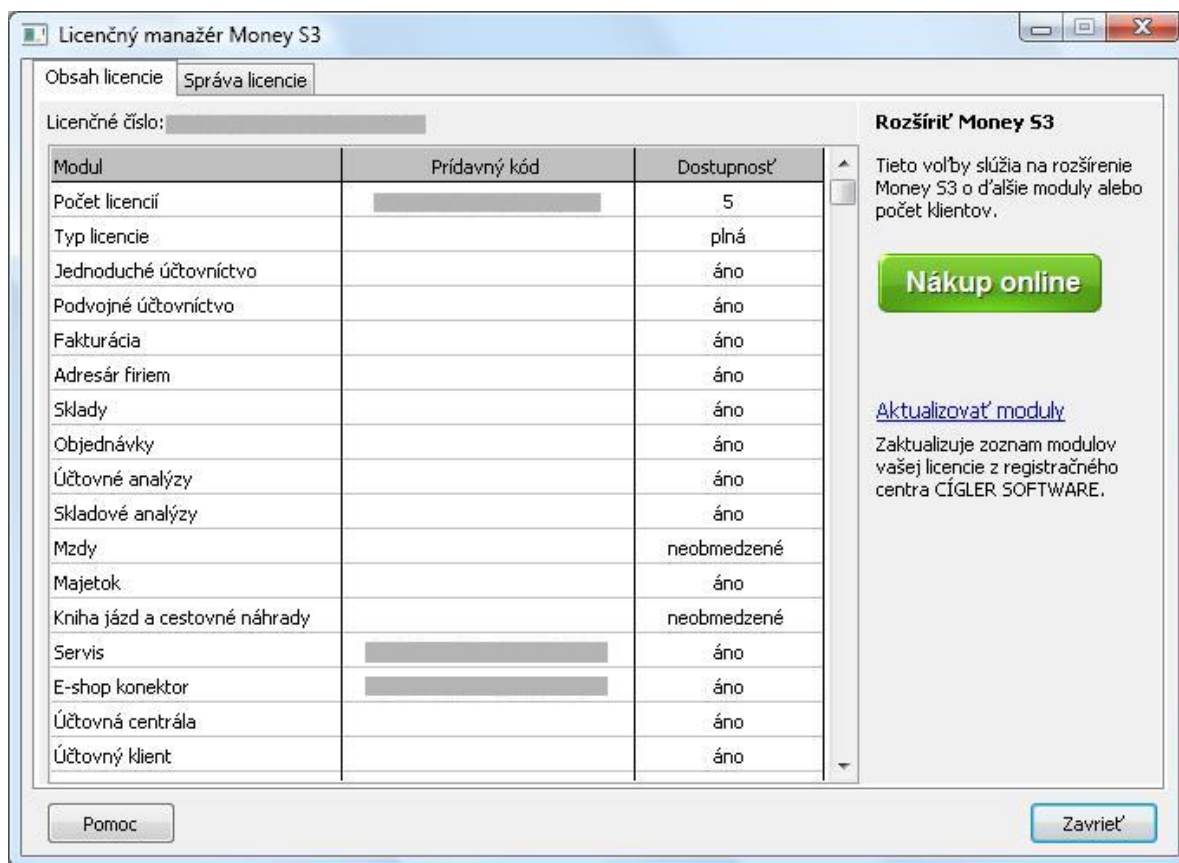 Licenčný manažér Money S3
Obsah licencie
Správa licencie
Licenčné číslo:
Modul Prídavný kód Dostupnosť
Počet licencií 5
Typ licencie plná
Jednoduché účtovníctvo áno
Podvojné účtovníctvo áno
Fakturácia áno
Adresár firiem áno
Sklady áno
Objednávky áno
Účtovné analýzy áno
Skladové analýzy áno
Mzdy neobmedzené
Majetok áno
Kniha jázd a cestovné náhrady neobmedzené
Servis áno
E-shop konektor áno
Účtovná centrála áno
Účtovný klient áno
Rozšíriť Money S3
Tieto voľby slúžia na rozšírenie
Money S3 o ďalšie moduly alebo
počet klientov.
Nákup online
Aktualizovať moduly
Zaktualizuje zoznam modulov
vašej licencie z registračného
centra CÍGLER SOFTWARE.
Pomoc
Zavrieť